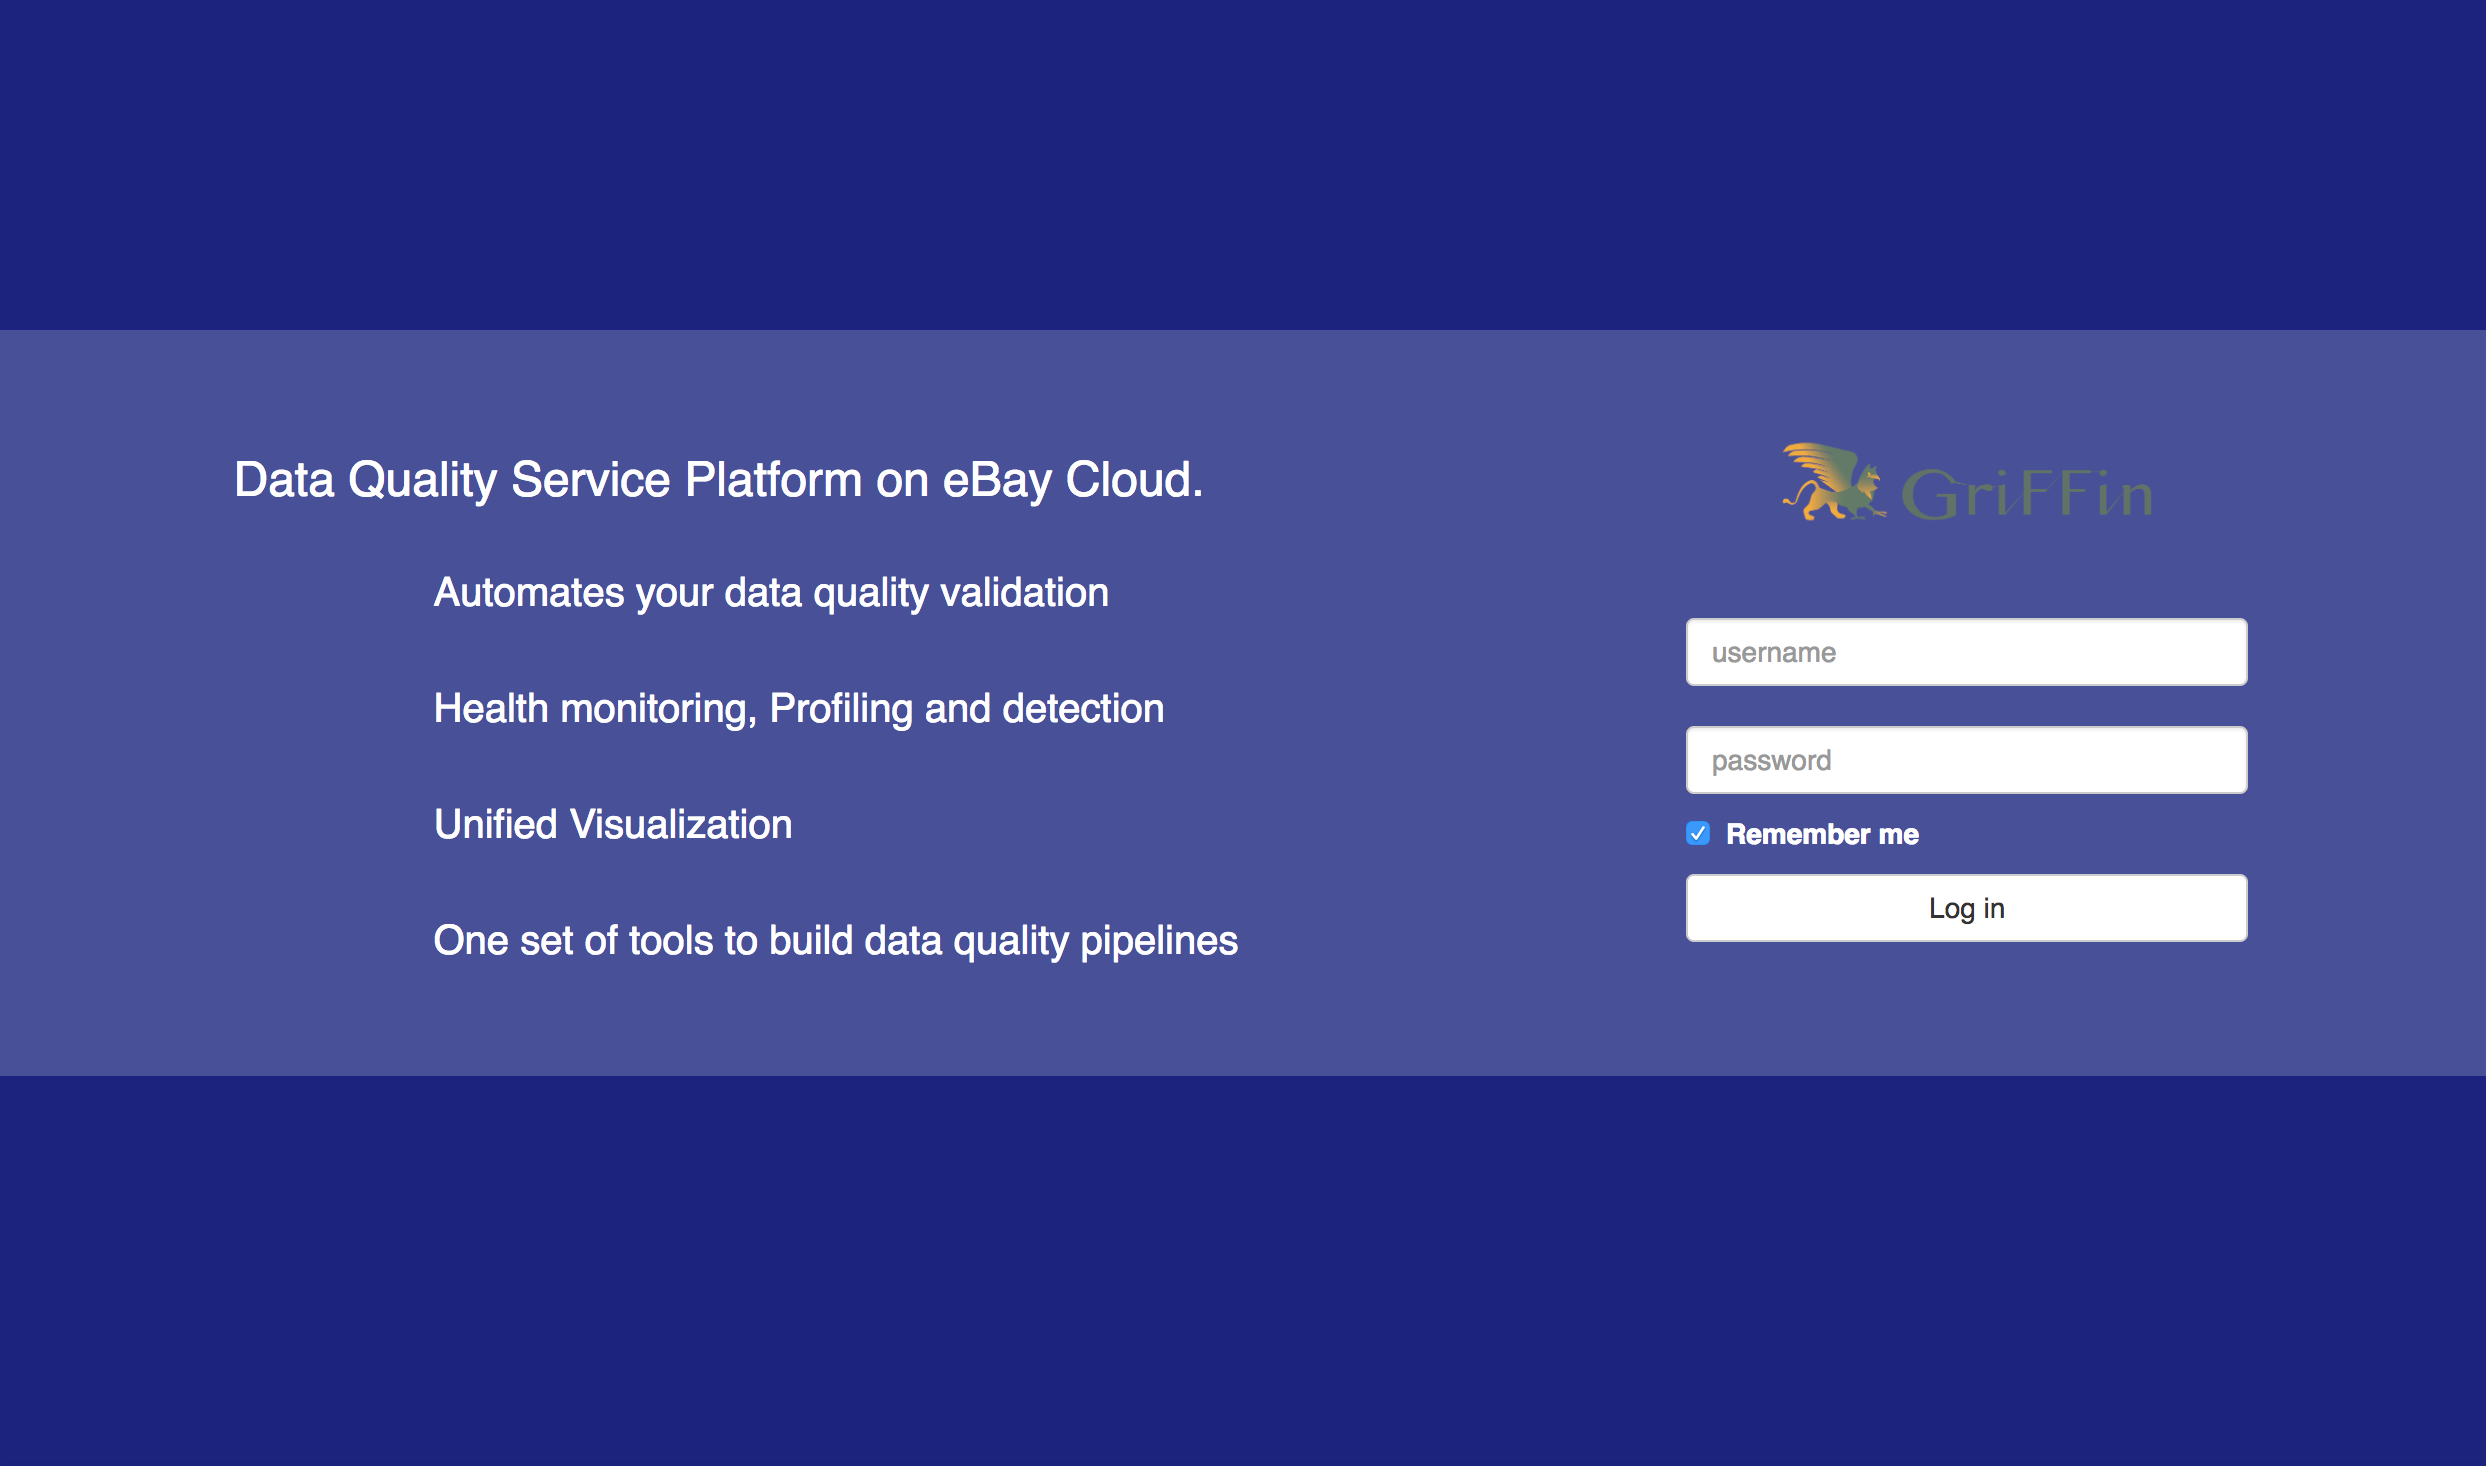 Data Quality Service Platform on eBay Cloud.
Automates your data quality validation
Health monitoring, Profiling and detection
Unified Visualization
One set of tools to build data quality pipelines
GriFFin
username
password
Remember me
Log in